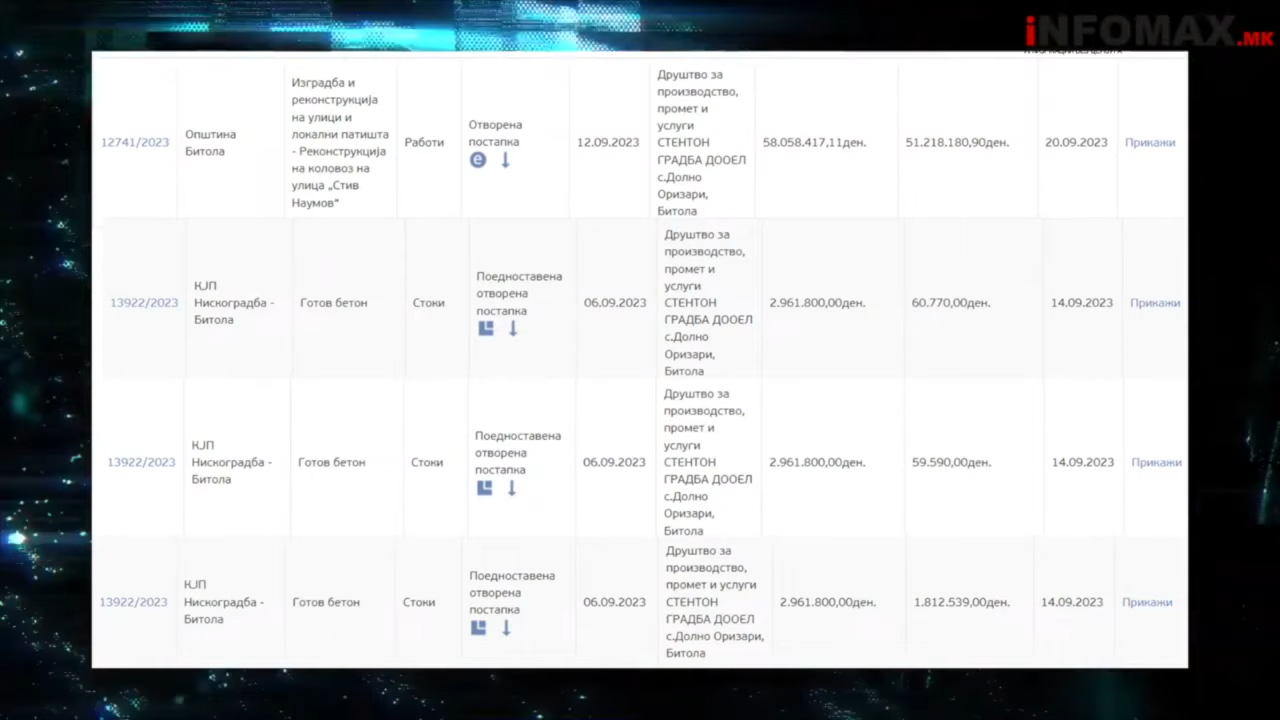 iNFOMAX.MK
12741/2023
Општина
Битола
Изградба и
реконструкција
на улици и
локални патишта
- Реконструкција
на коловоз на
улица „Стив
Наумов“
Работи
Отворена
постапка
12.09.2023
Друштво за
производство,
промет и
услуги
СТЕНТОН
ГРАДБА ДООЕЛ
с.Долно
Оризари,
Битола
58.058.417,11ден.
51.218.180,90ден.
20.09.2023
Прикажи
13922/2023
КЈП
Нискоградба -
Битола
Готов бетон
Стоки
Поедноставена
отворена
постапка
06.09.2023
Друштво за
производство,
промет и
услуги
СТЕНТОН
ГРАДБА ДООЕЛ
с.Долно
Оризари,
Битола
2.961.800,00ден.
60.770,00ден.
14.09.2023
Прикажи
13922/2023
КЈП
Нискоградба -
Битола
Готов бетон
Стоки
Поедноставена
отворена
постапка
06.09.2023
Друштво за
производство,
промет и
услуги
СТЕНТОН
ГРАДБА ДООЕЛ
с.Долно
Оризари,
Битола
2.961.800,00ден.
59.590,00ден.
14.09.2023
Прикажи
13922/2023
КЈП
Нискоградба -
Битола
Готов бетон
Стоки
Поедноставена
отворена
постапка
06.09.2023
Друштво за
производство,
промет и услуги
СТЕНТОН
ГРАДБА ДООЕЛ
с.Долно Оризари,
Битола
2.961.800,00ден.
1.812.539,00ден.
14.09.2023
Прикажи